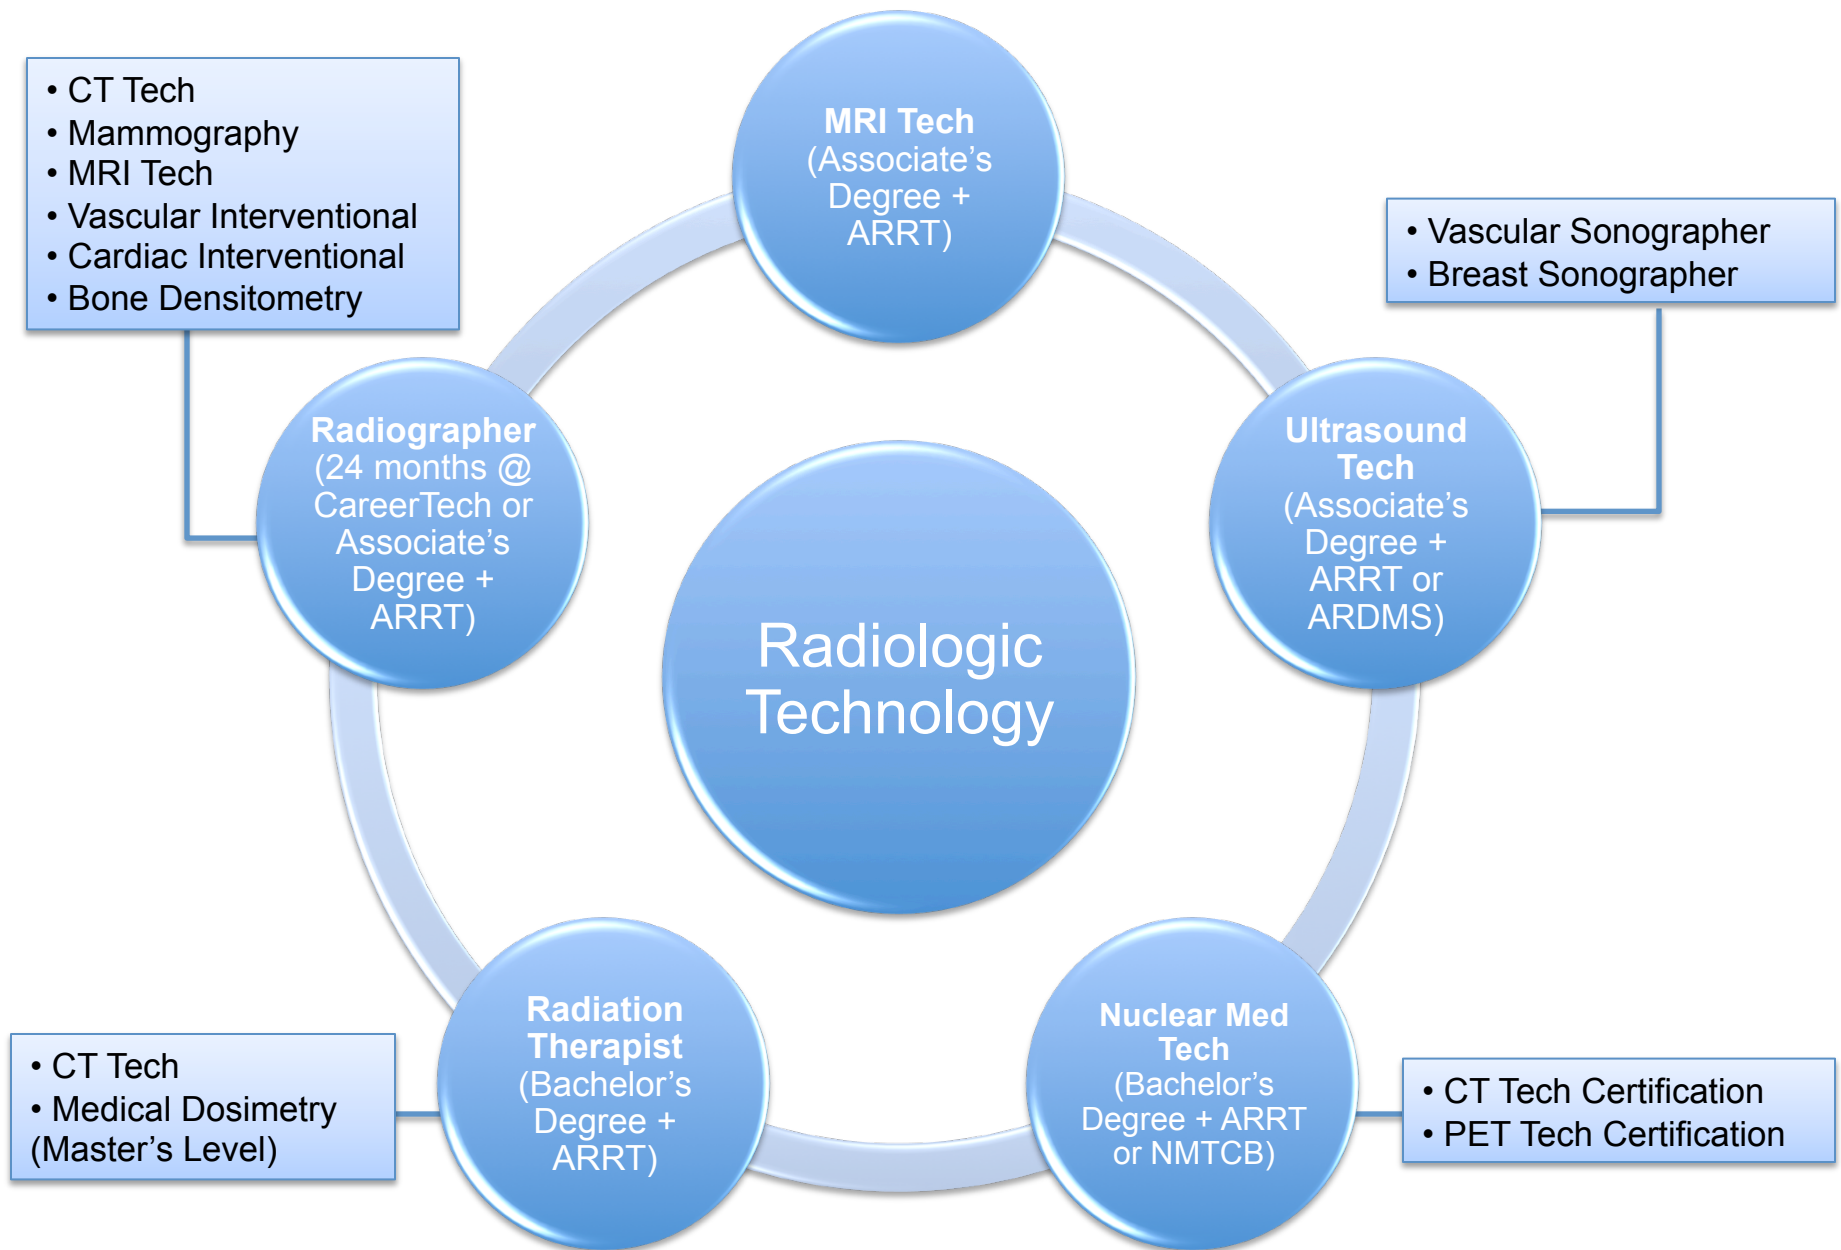 • CT Tech
• Mammography
• MRI Tech
• Vascular Interventional
• Cardiac Interventional
• Bone Densitometry
MRI Tech
(Associate’s
Degree +
ARRT)
• Vascular Sonographer
• Breast Sonographer
Radiographer
(24 months @
CareerTech or
Associate’s
Degree +
ARRT)
Ultrasound
Tech
(Associate’s
Degree +
ARRT or
ARDMS)
Radiologic
Technology
Radiation
Therapist
(Bachelor’s
Degree +
ARRT)
Nuclear Med
Tech
(Bachelor’s
Degree + ARRT
or NMTCB)
• CT Tech
• Medical Dosimetry
(Master’s Level)
• CT Tech Certification
• PET Tech Certification